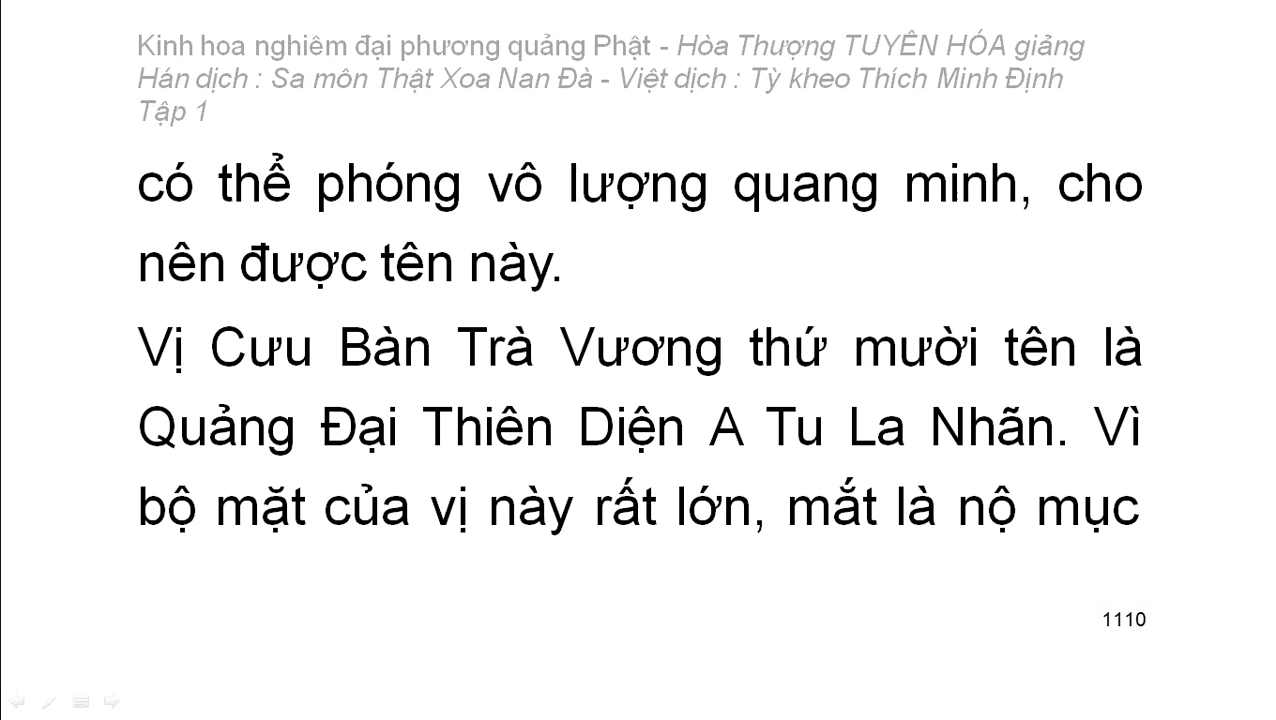 Kinh hoa nghiêm đại phương quảng Phật - Hòa Thượng TUYÊN HÓA giảng
Hán dịch : Sa môn Thật Xoa Nan Đà - Việt dịch : Tỳ kheo Thích Minh Định
Tập 1
có thể phóng vô lượng quang minh, cho
nên được tên này.
Vị Cưu Bàn Trà Vương thứ mười tên là
Quảng Đại Thiên Diện A Tu La Nhãn. Vì
bộ mặt của vị này rất lớn, mắt là nộ mục
1110